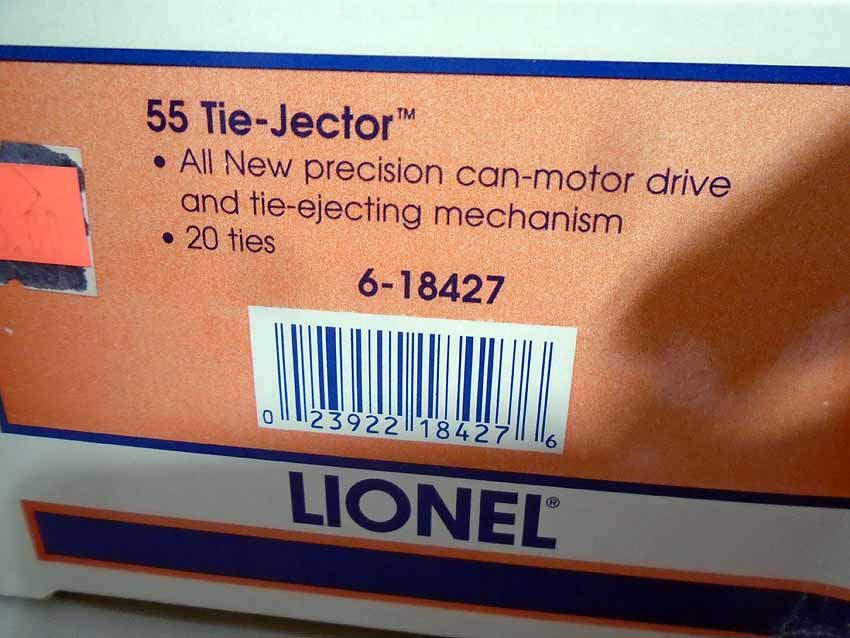 55 Tie-Jector™
• All New precision can-motor drive
and tie-ejecting mechanism
• 20 ties
6-18427
0 23922 18427 6
LIONEL®